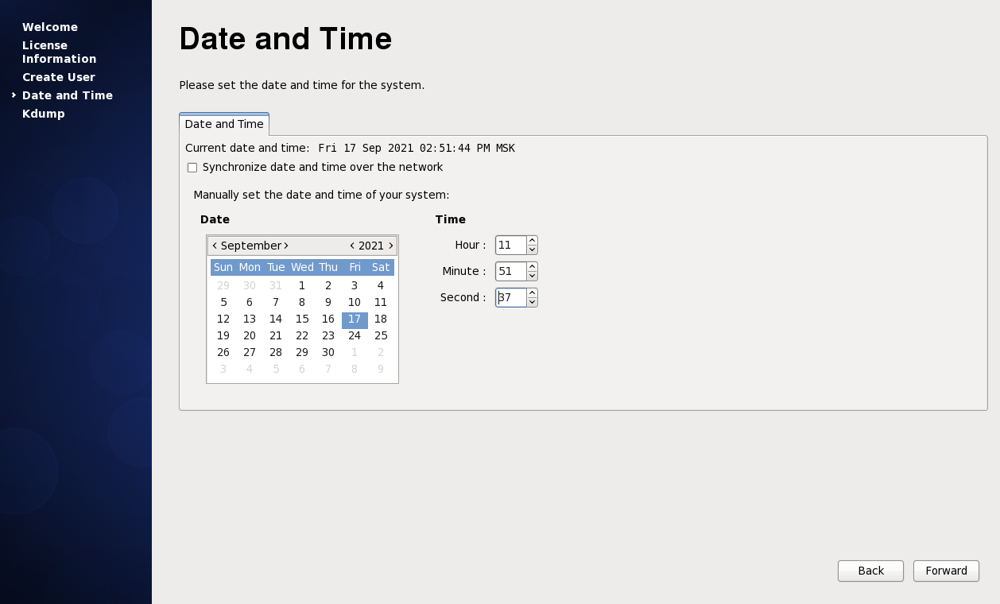 Welcome
License
Information
Create User
Date and Time
Kdump
Date and Time
Please set the date and time for the system.
Date and Time
Current date and time: Fri 17 Sep 2021 02:51:44 PM MSK
Synchronize date and time over the network
Manually set the date and time of your system:
Date
< September > < 2021 >
Sun Mon Tue Wed Thu Fri Sat
29 30 31 1 2 3 4
5 6 7 8 9 10 11
12 13 14 15 16 17 18
19 20 21 22 23 24 25
26 27 28 29 30 1 2
3 4 5 6 7 8 9
Time
Hour : 11
Minute : 51
Second : 37
Back
Forward